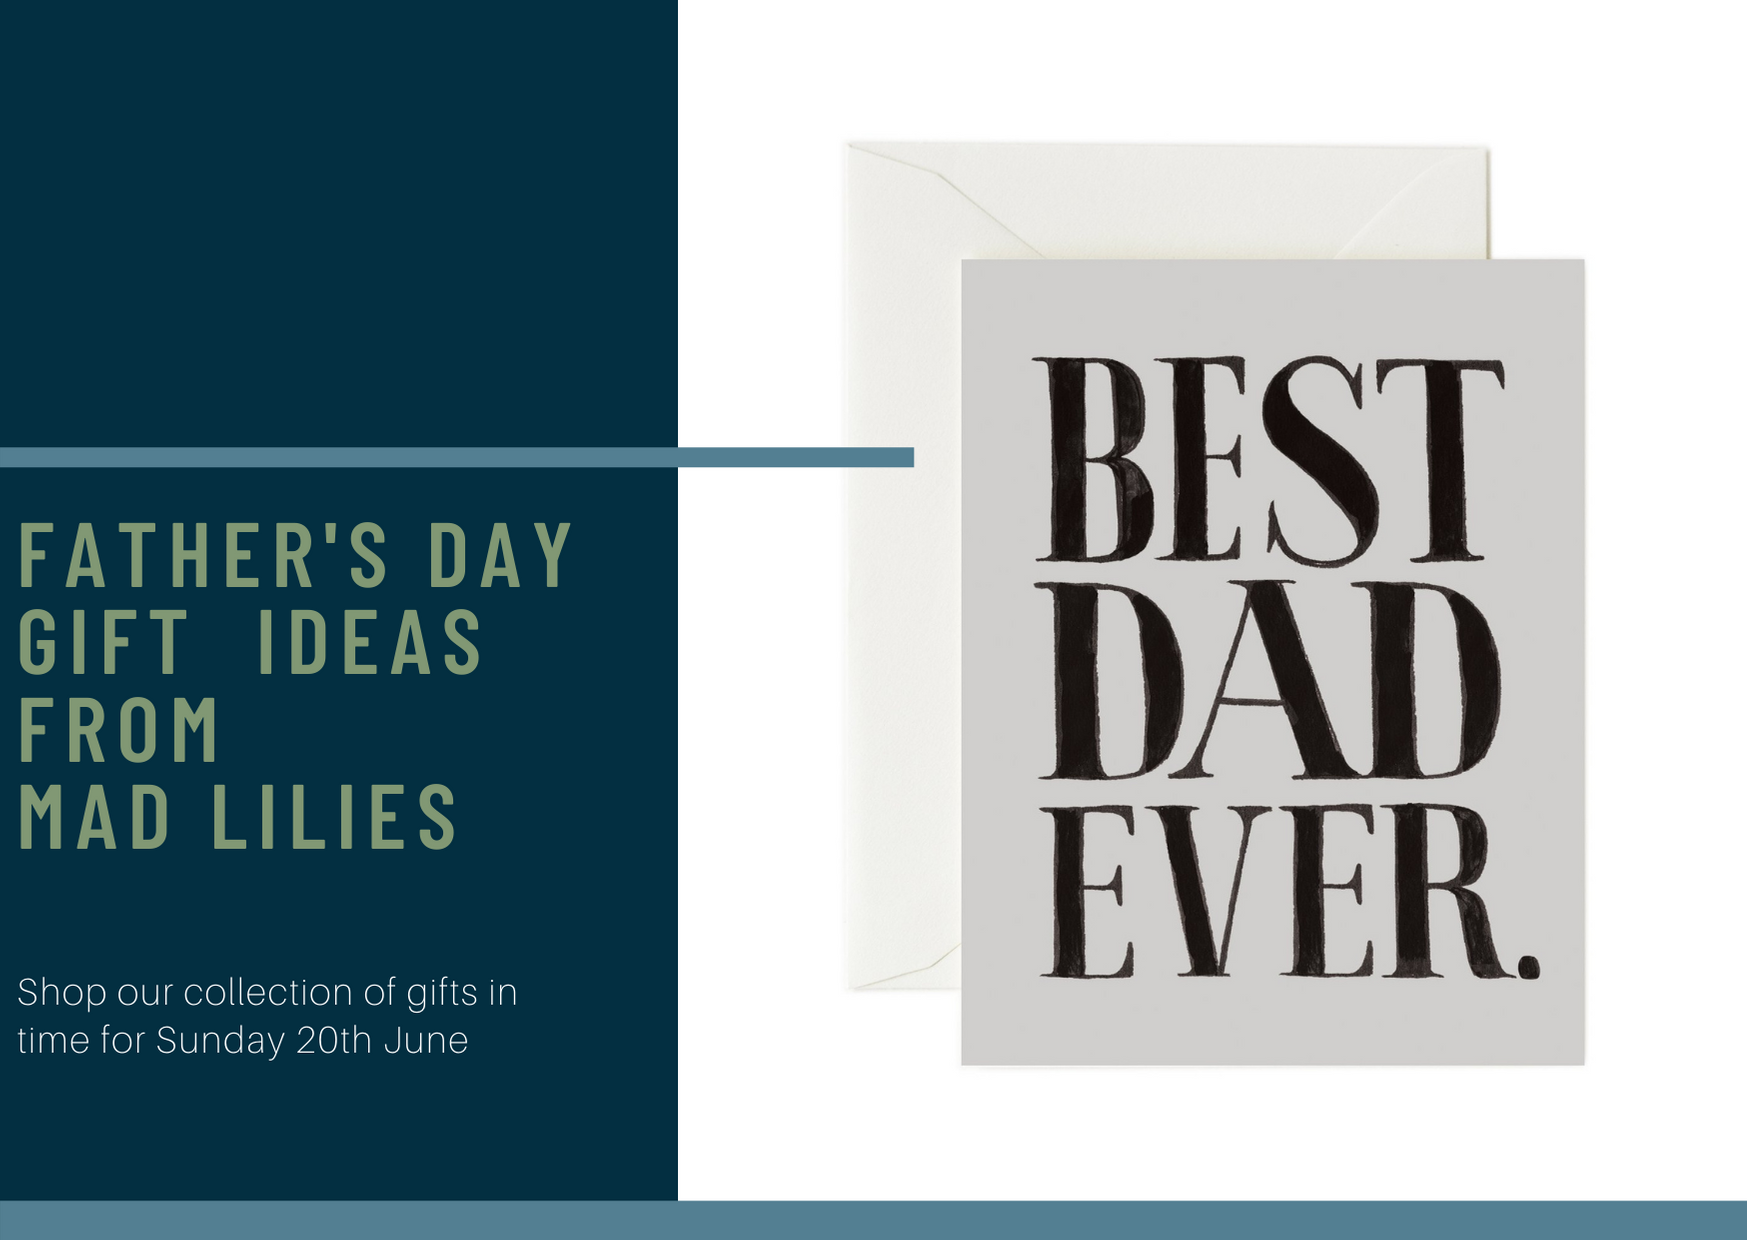 FATHER'S DAY
GIFT IDEAS
FROM
MAD LILIES
Shop our collection of gifts in
time for Sunday 20th June
BEST
DAD
EVER.